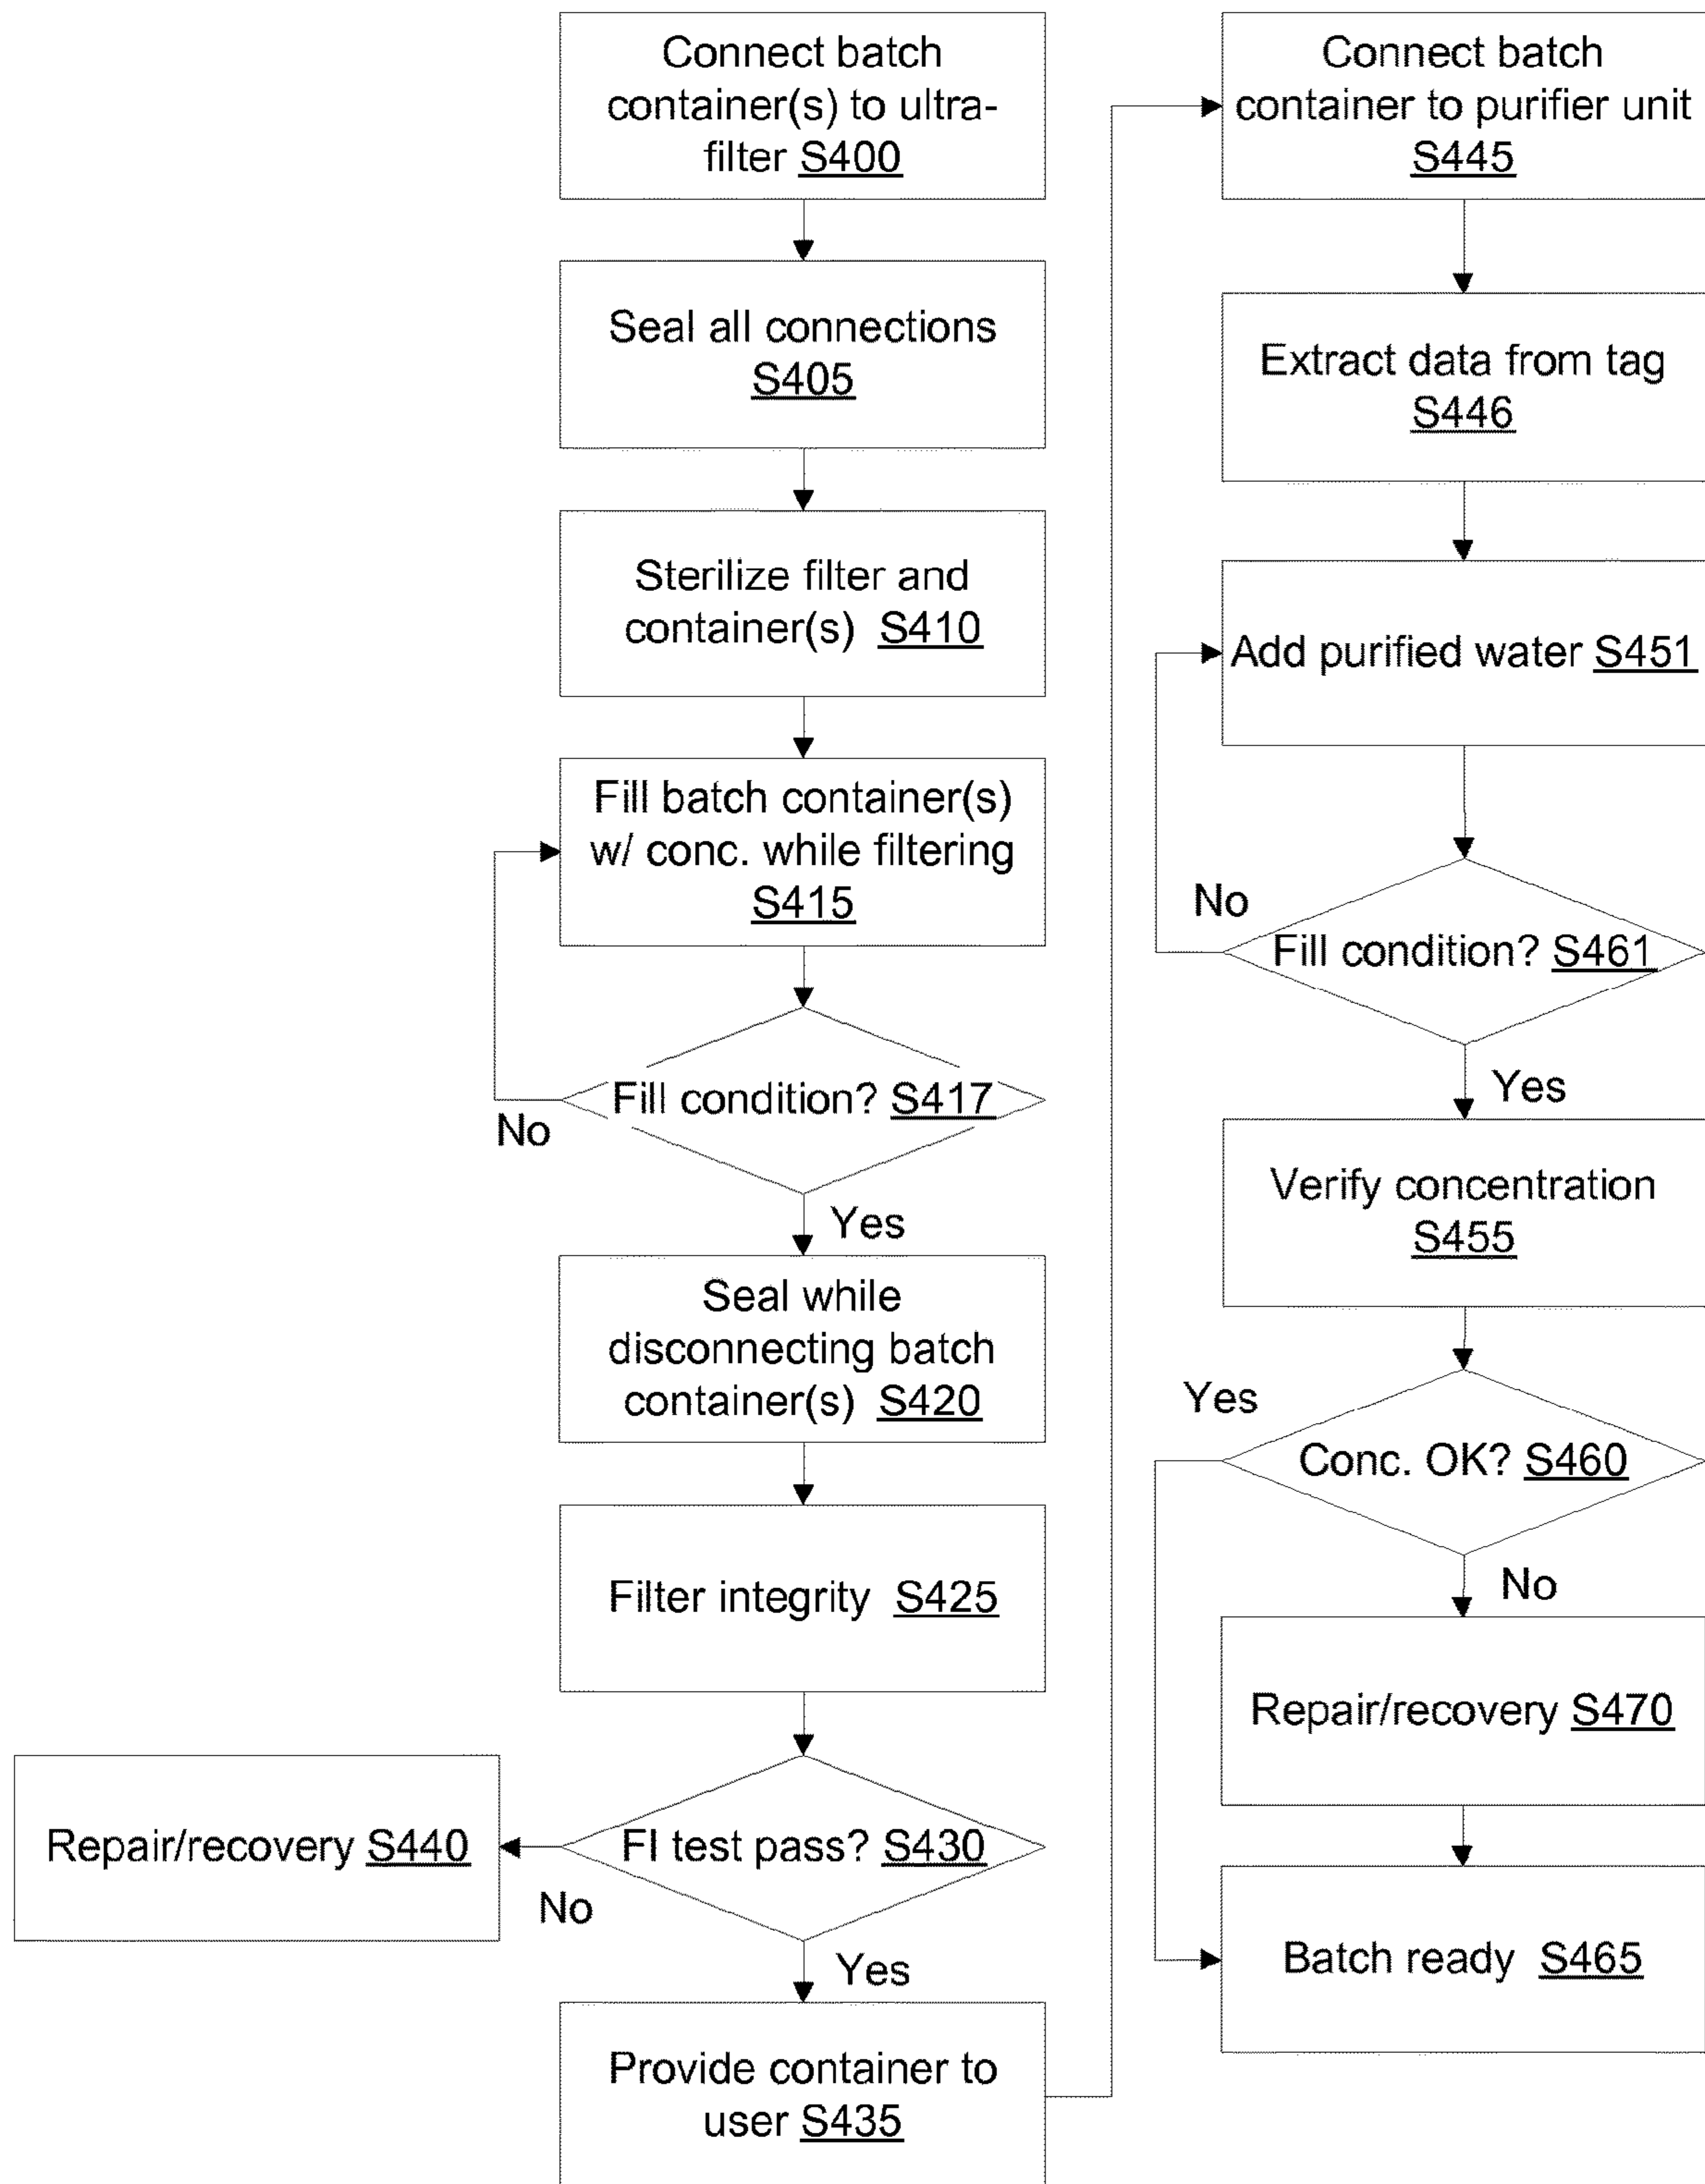 Connect batch
container(s) to ultra-
filter S400
Seal all connections
S405
Sterilize filter and
container(s) S410
Fill batch container(s)
w/ conc. while filtering
S415
Fill condition? S417
No
Yes
Seal while
disconnecting batch
container(s) S420
Filter integrity S425
FI test pass? S430
No
Repair/recovery S440
Yes
Provide container to
user S435
Connect batch
container to purifier unit
S445
Extract data from tag
S446
Add purified water S451
No
Fill condition? S461
Yes
Verify concentration
S455
Yes
Conc. OK? S460
No
Repair/recovery S470
Batch ready S465